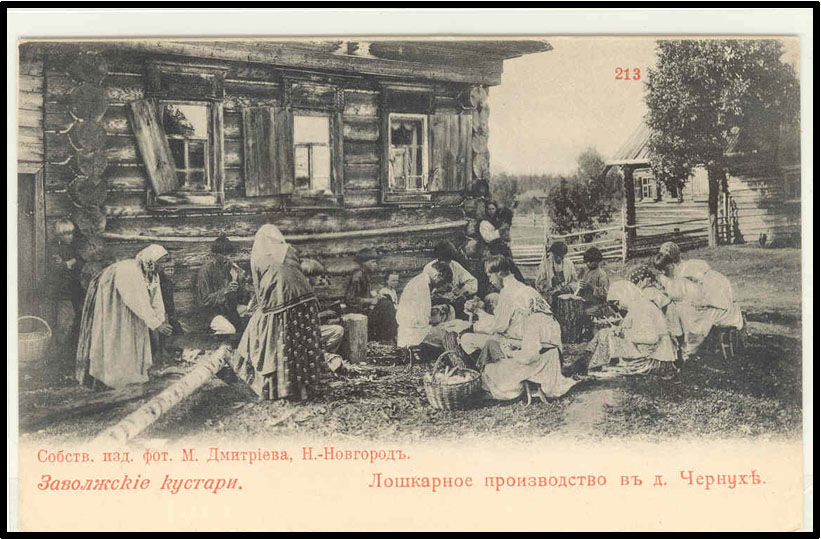 213
Собств. изд. фот. М. Дмитріева, Н.-Новгородъ.
Заволжскіе кустари. Лошкарное производство въ д. Чернухѣ.